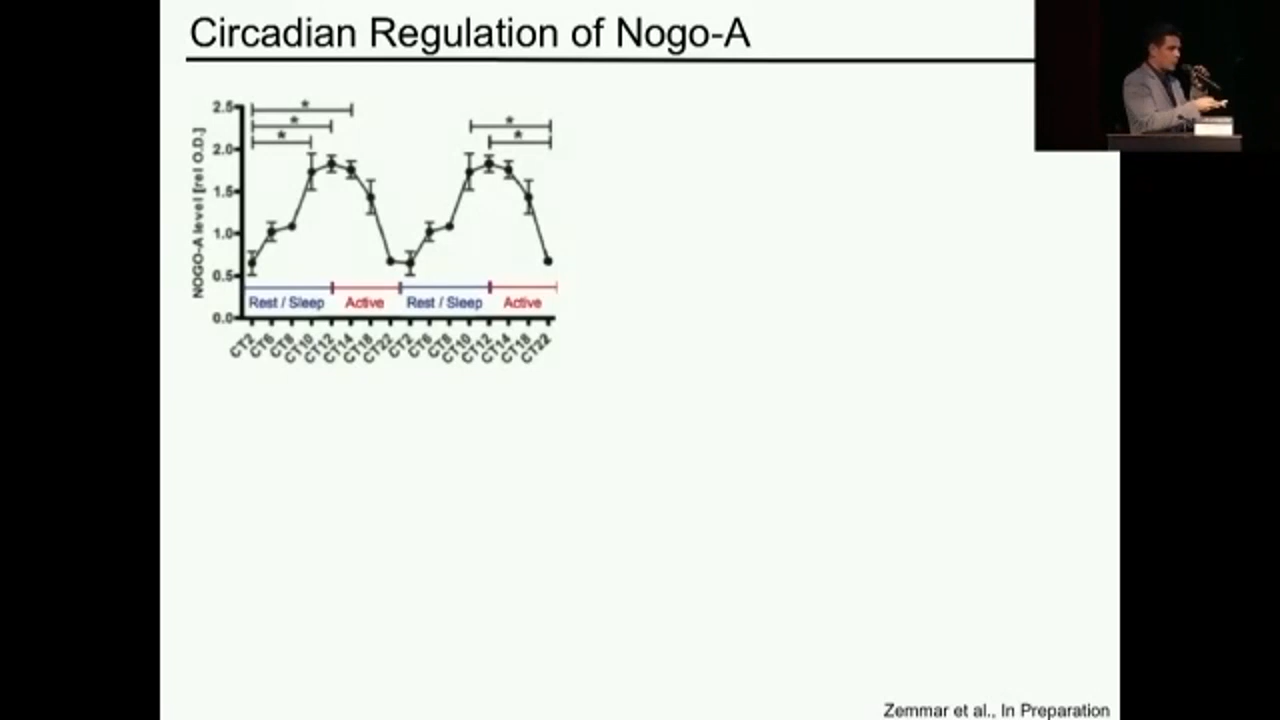 Circadian Regulation of Nogo-A
* *
* *
*
2.5
2.0
1.5
1.0
0.5
0.0
NOGO-A level [rel O.D.]
Rest / Sleep Active Rest / Sleep Active
CT2 CT6 CT8 CT10 CT12 CT14 CT18 CT22 CT2 CT6 CT8 CT10 CT12 CT14 CT18 CT22
Zemmar et al., In Preparation